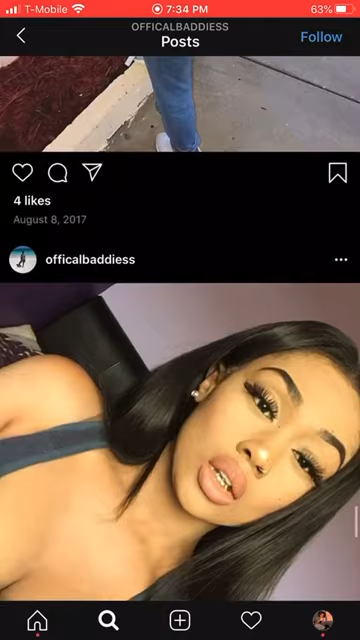 T-Mobile
7:34 PM
63%
OFFICALBADDIESS
Posts
Follow
4 likes
August 8, 2017
officalbaddiess